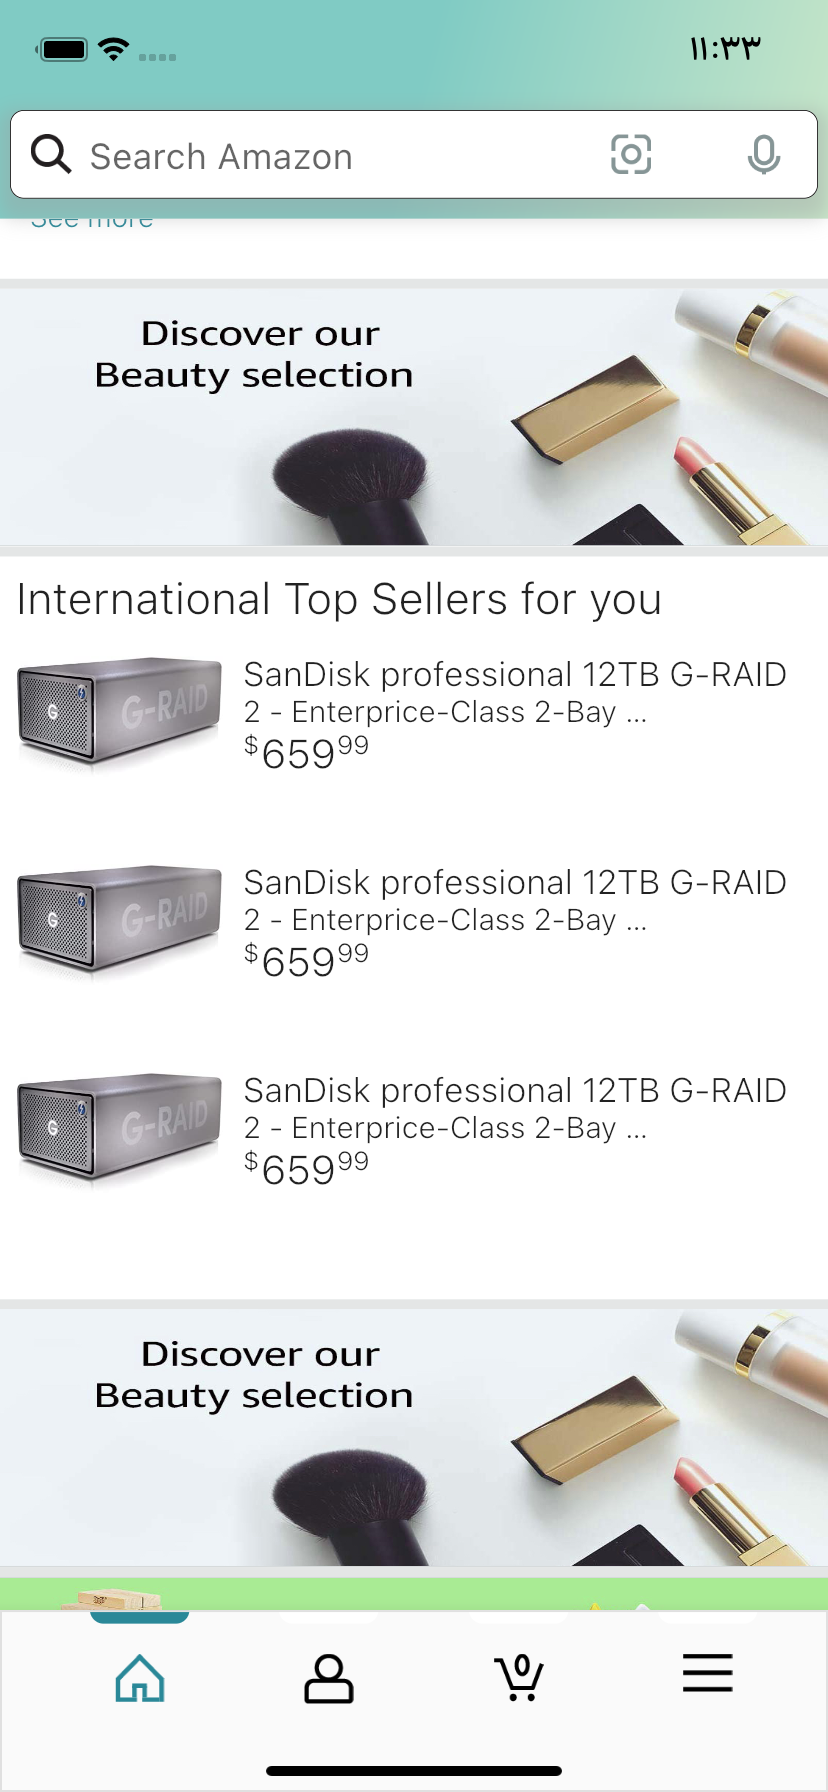 ۱۱:۳۳
Search Amazon
See more
Discover our
Beauty selection
International Top Sellers for you
G-RAID
G
SanDisk professional 12TB G-RAID
2 - Enterprice-Class 2-Bay ...
$659 99
G-RAID
G
SanDisk professional 12TB G-RAID
2 - Enterprice-Class 2-Bay ...
$659 99
G-RAID
G
SanDisk professional 12TB G-RAID
2 - Enterprice-Class 2-Bay ...
$659 99
Discover our
Beauty selection
0